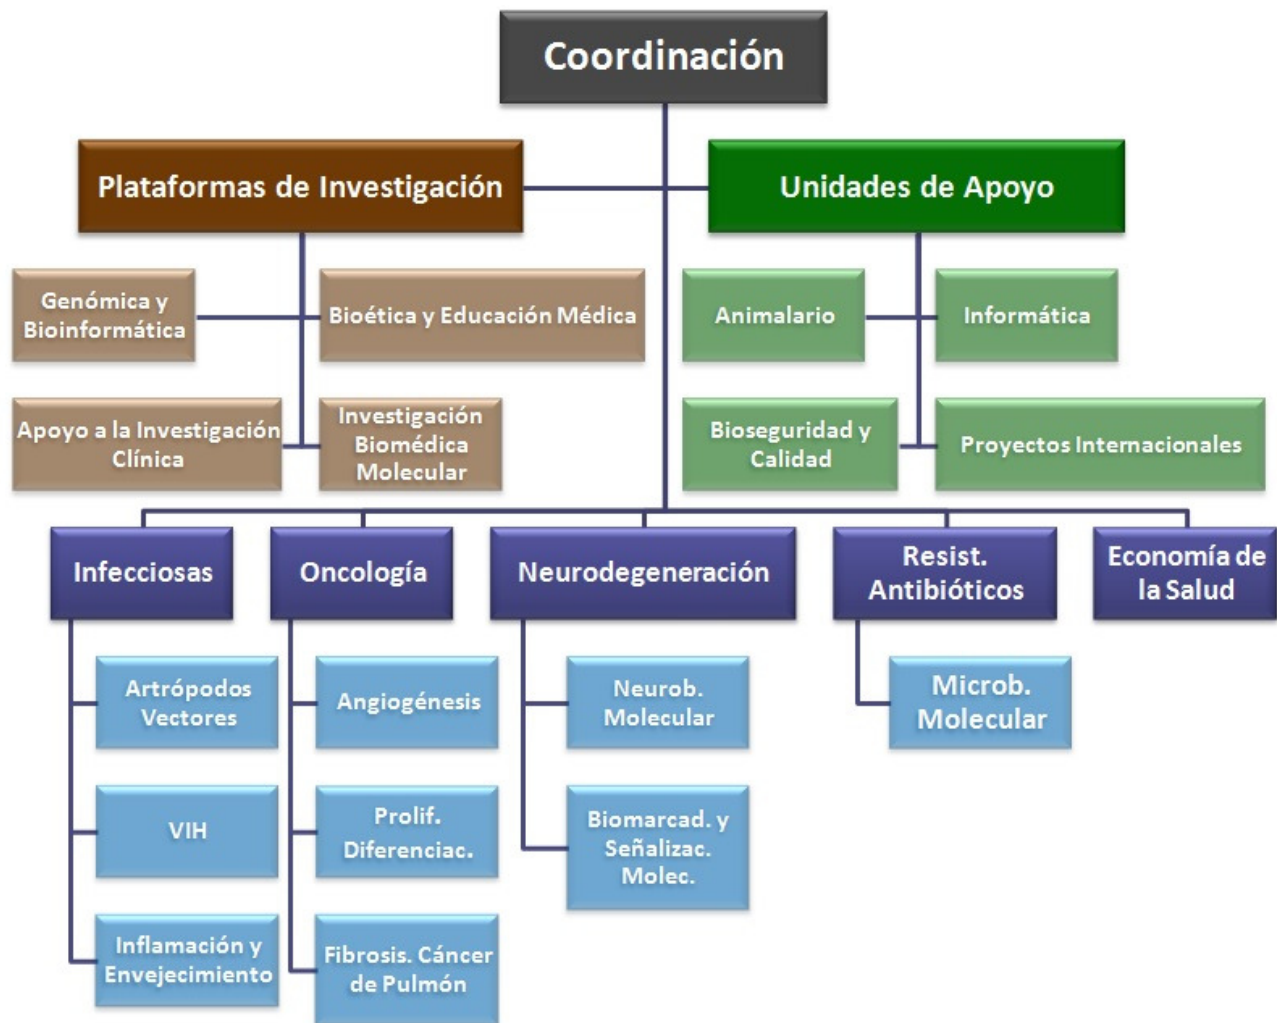 Coordinación
Plataformas de Investigación
Unidades de Apoyo
Genómica y
Bioinformática
Bioética y Educación Médica
Animalario
Informática
Apoyo a la Investigación
Clínica
Investigación
Biomédica
Molecular
Bioseguridad y
Calidad
Proyectos Internacionales
Infecciosas
Oncología
Neurodegeneración
Resist.
Antibióticos
Economía de
la Salud
Artrópodos
Vectores
Angiogénesis
Neurob.
Molecular
Microb.
Molecular
VIH
Prolif.
Diferenciac.
Biomarcad. y
Señalizac.
Molec.
Inflamación y
Envejecimiento
Fibrosis. Cáncer
de Pulmón